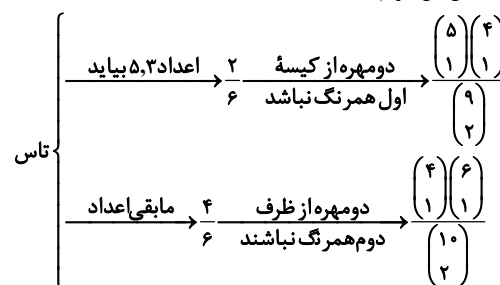 تاس
اعداد ۵,۳ بیاید → ۲/۶ دومهره از کیسهٔ اول همرنگ نباشد → (۵ ۱)(۴ ۱)/(۹ ۲)
مابقی اعداد → ۴/۶ دومهره از ظرف دوم همرنگ نباشند → (۴ ۱)(۶ ۱)/(۱۰ ۲)